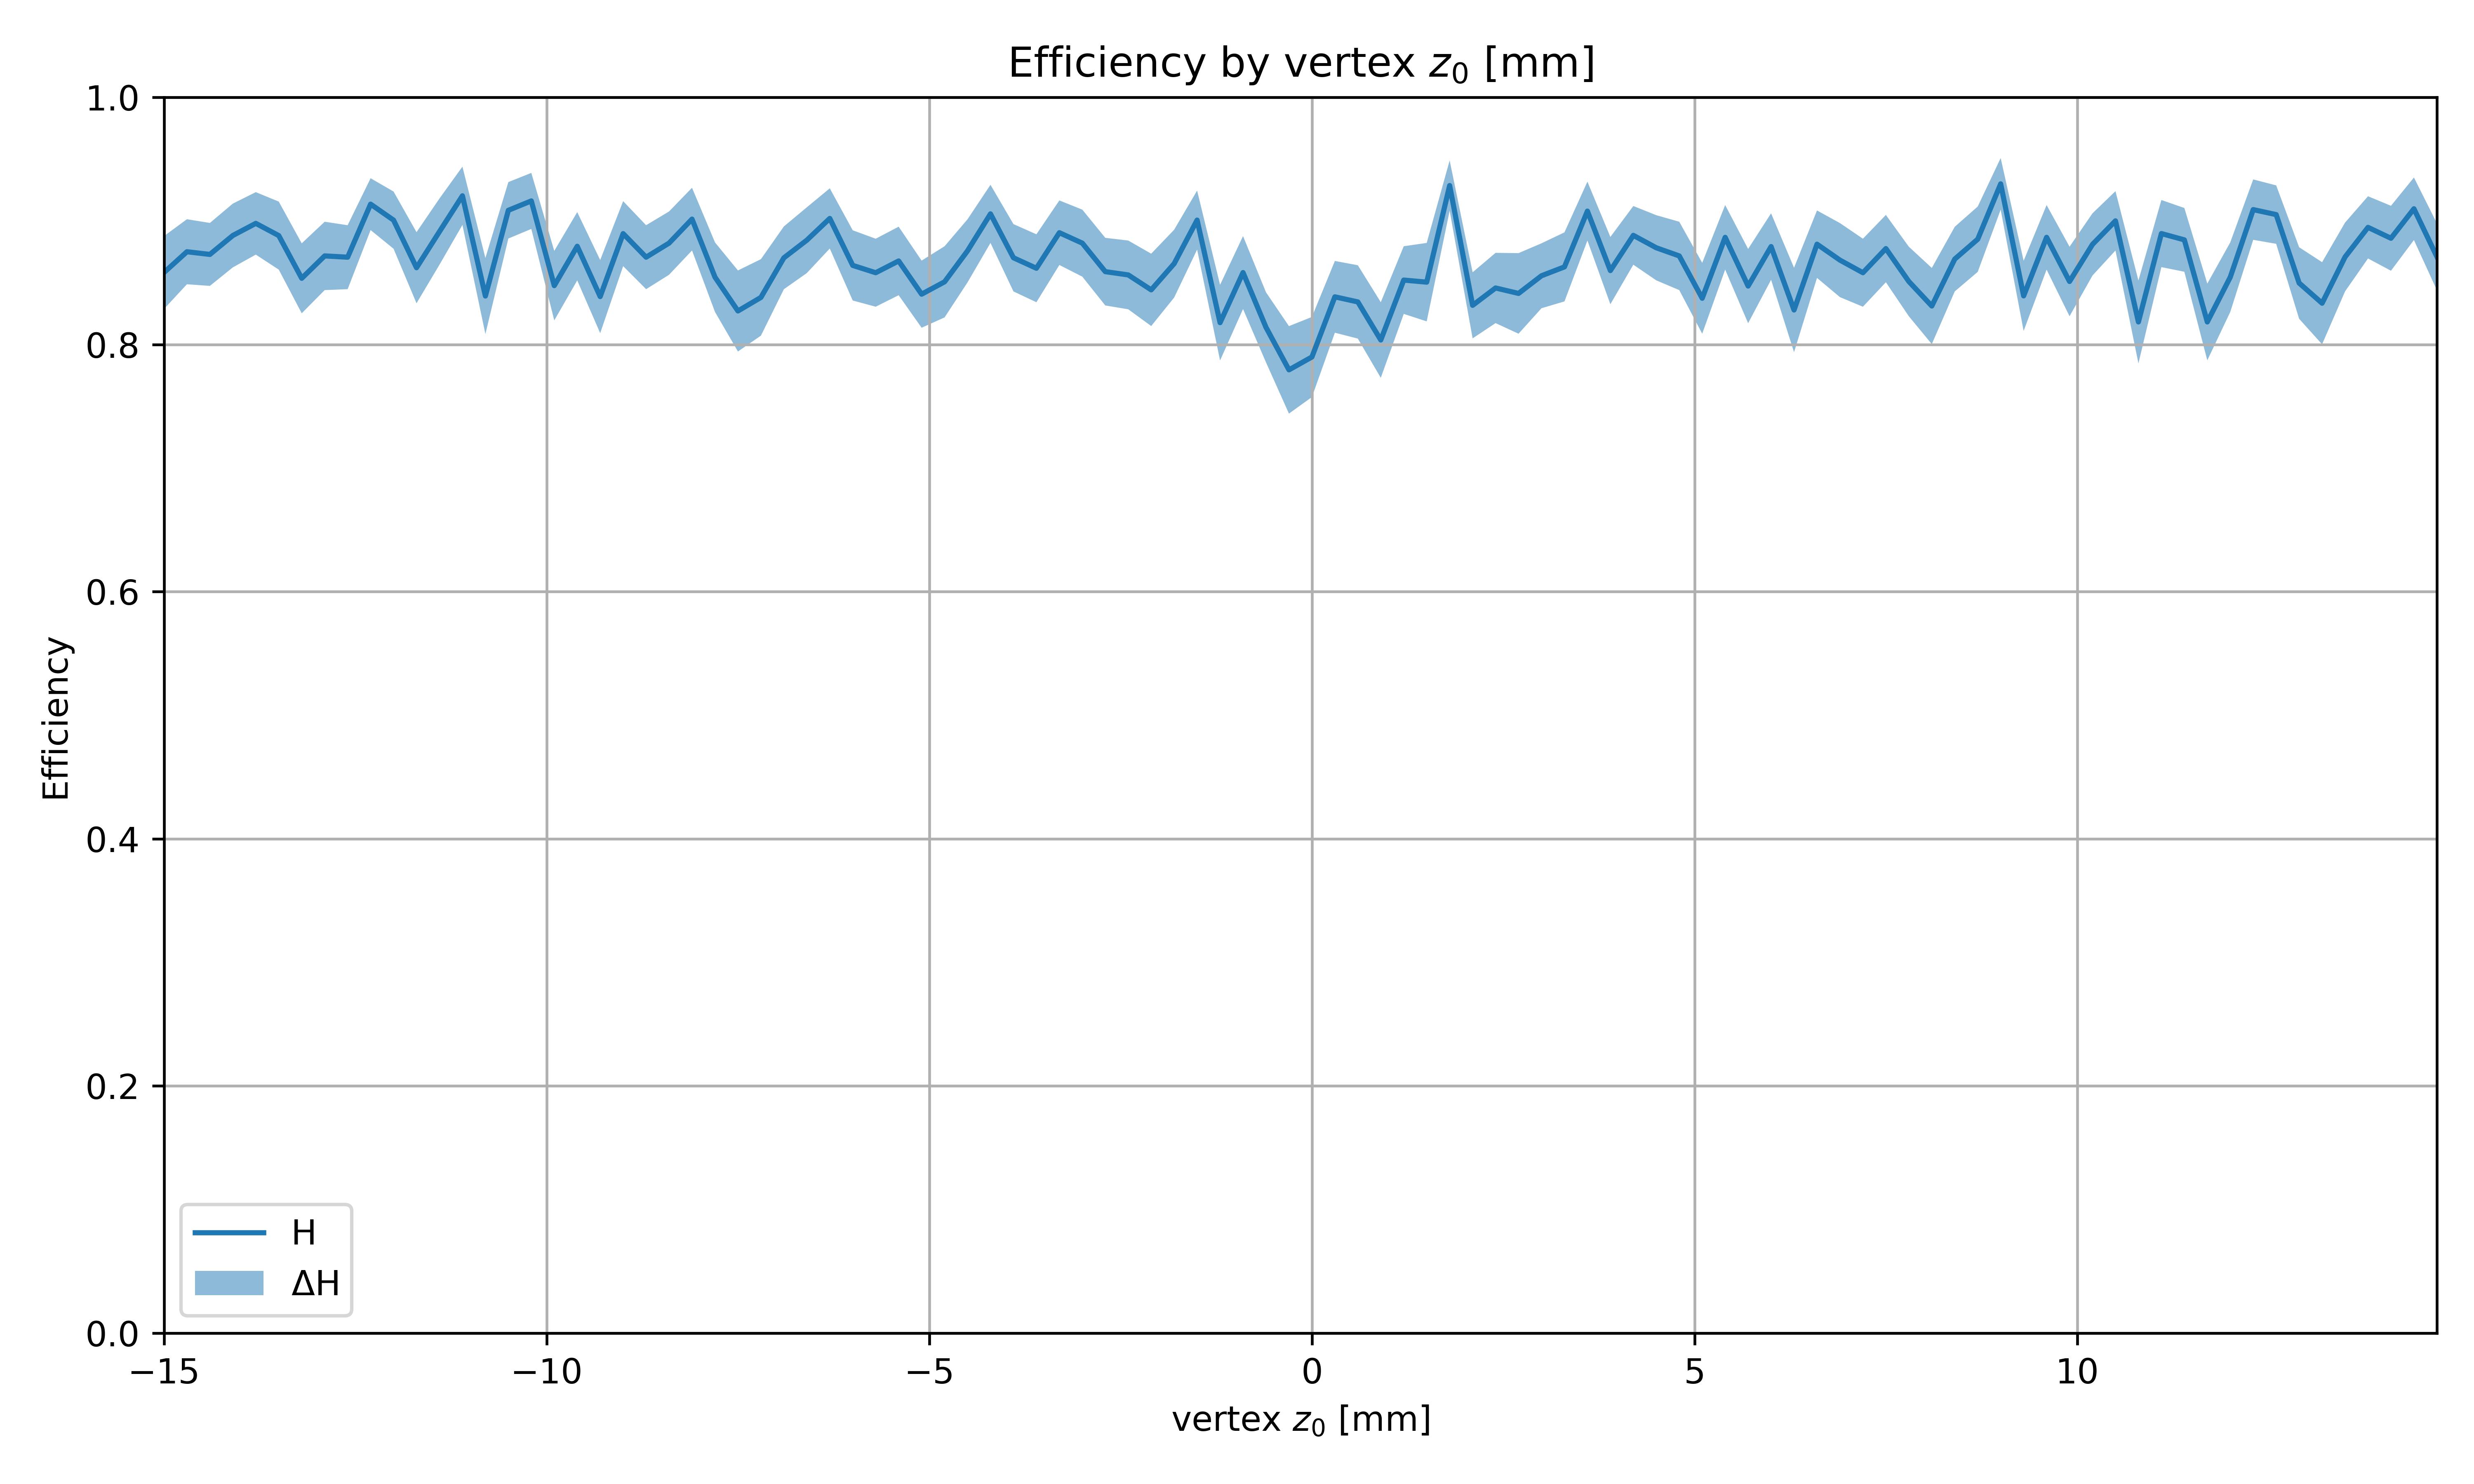 Efficiency by vertex z₀ [mm]
1.0
0.8
0.6
0.4
0.2
0.0
Efficiency
H
ΔH
−15 −10 −5 0 5 10
vertex z₀ [mm]